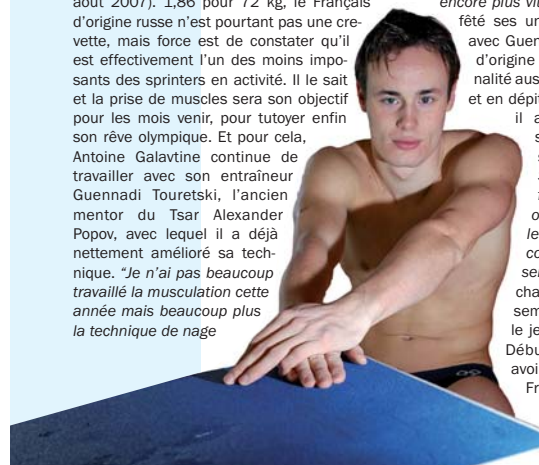 août 2007). 1,86 pour 72 kg, le Français
d'origine russe n'est pourtant pas une cre-
vette, mais force est de constater qu'il
est effectivement l'un des moins impo-
sants des sprinters en activité. Il le sait
et la prise de muscles sera son objectif
pour les mois venir, pour tutoyer enfin
son rêve olympique. Et pour cela,
Antoine Galavtine continue de
travailler avec son entraîneur
Guennadi Touretski, l'ancien
mentor du Tsar Alexander
Popov, avec lequel il a déjà
nettement amélioré sa tech-
nique. "Je n'ai pas beaucoup
travaillé la musculation cette
année mais beaucoup plus
la technique de nage
encore plus
fêté ses un
avec Guen
d'origine
nalité aus
et en dépit
il a
le
co
cha
sem
le je
Débu
avoi
Fr